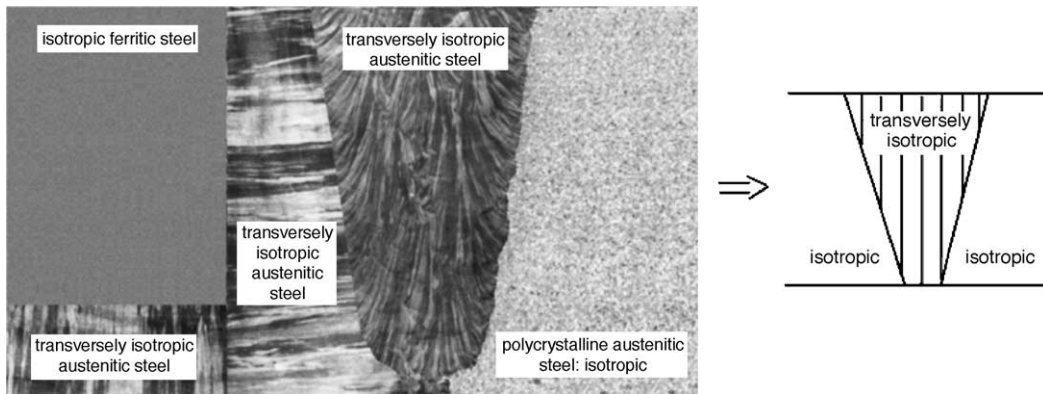 isotropic ferritic steel
transversely isotropic
austenitic steel
transversely
isotropic
austenitic
steel
transversely isotropic
austenitic steel
polycrystalline austenitic
steel: isotropic
transversely
isotropic
isotropic
isotropic